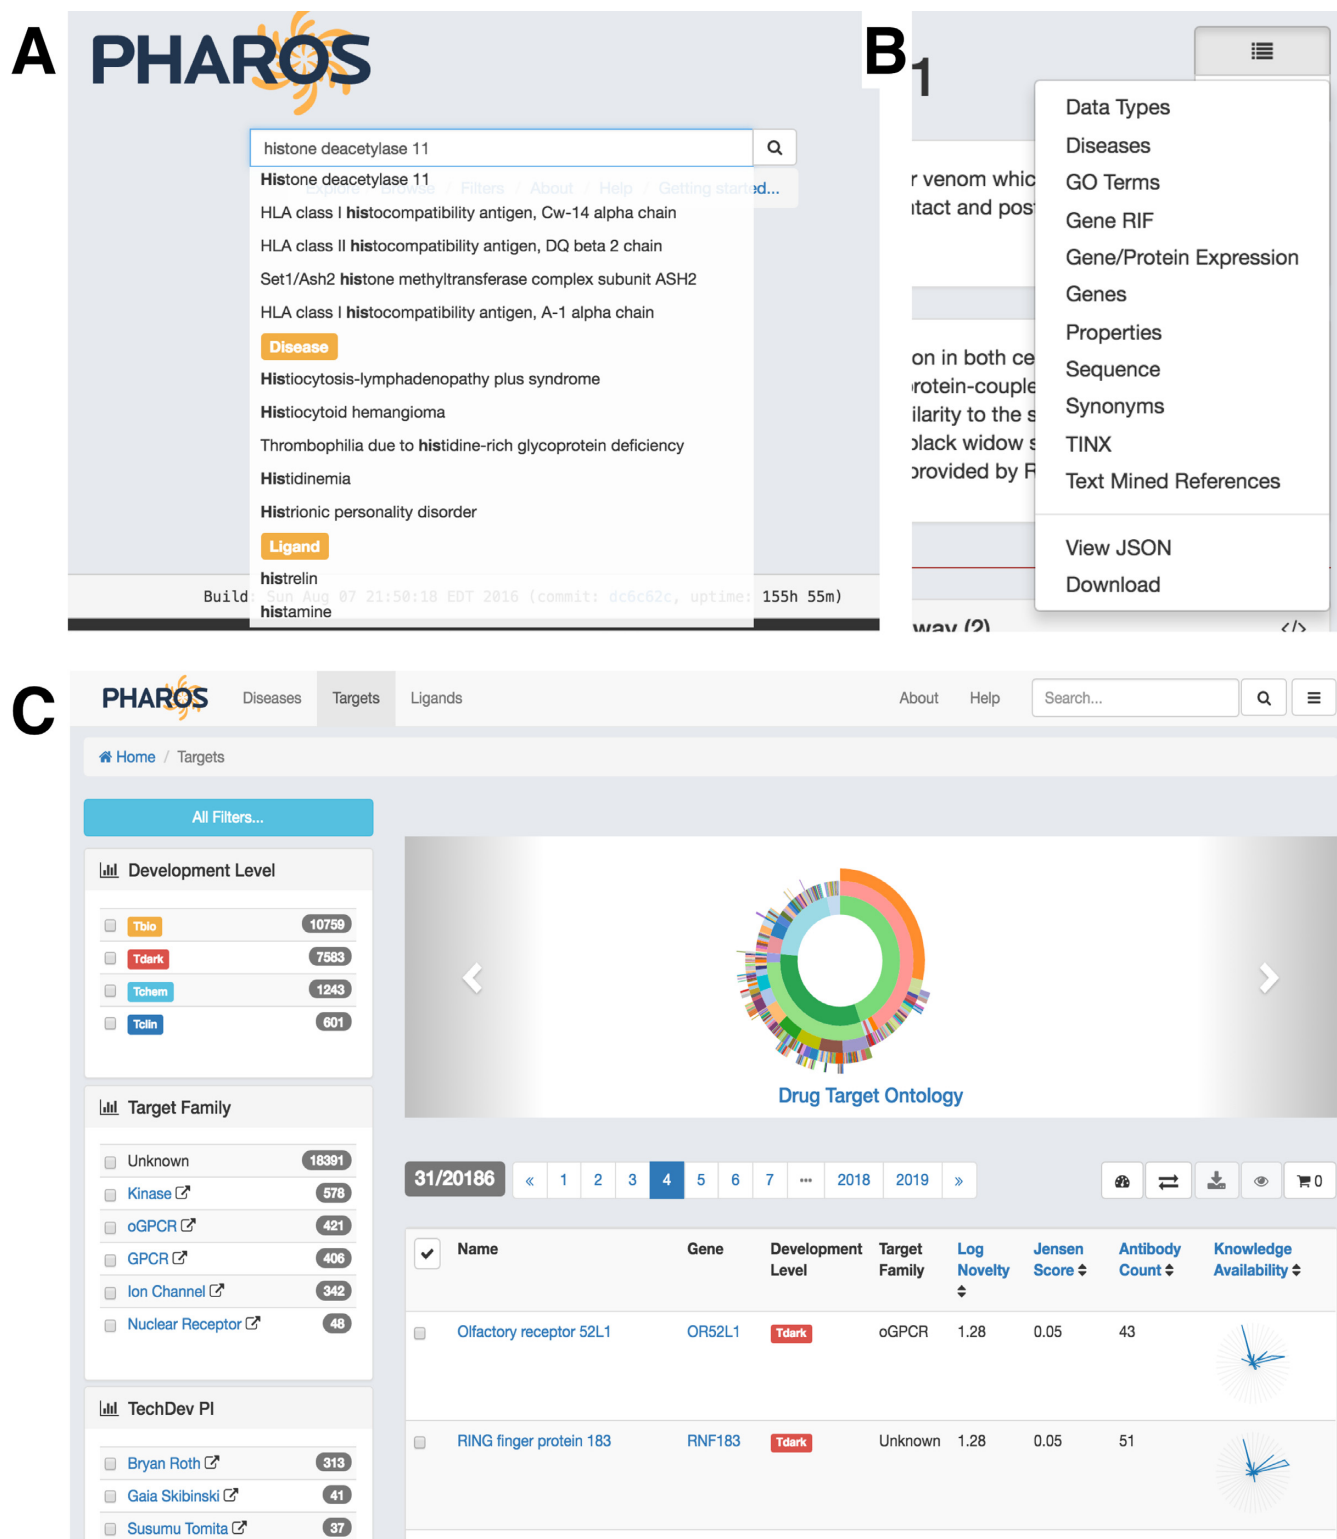 A
PHAROS
histone deacetylase 11
Histone deacetylase 11
Browse / Filters / About / Help / Getting started...
HLA class I histocompatibility antigen, Cw-14 alpha chain
HLA class II histocompatibility antigen, DQ beta 2 chain
Set1/Ash2 histone methyltransferase complex subunit ASH2
HLA class I histocompatibility antigen, A-1 alpha chain
Disease
Histiocytosis-lymphadenopathy plus syndrome
Histiocytoid hemangioma
Thrombophilia due to histidine-rich glycoprotein deficiency
Histidinemia
Histrionic personality disorder
Ligand
histrelin
Build: Sun Aug 07 21:50:18 EDT 2016 (commit: dc6c62c, uptime: 155h 55m)
histamine
B
1
r venom whic
ntact and pos
on in both ce
rotein-couple
ilarity to the s
black widow s
provided by R
way (2)
</>
Data Types
Diseases
GO Terms
Gene RIF
Gene/Protein Expression
Genes
Properties
Sequence
Synonyms
TINX
Text Mined References
View JSON
Download
C
PHAROS Diseases Targets Ligands About Help Search...
Home / Targets
All Filters...
Development Level
Tbio 10759
Tdark 7583
Tchem 1243
Tclin 601
Target Family
Unknown 18391
Kinase 578
oGPCR 421
GPCR 406
Ion Channel 342
Nuclear Receptor 48
TechDev PI
Bryan Roth 313
Gaia Skibinski 41
Susumu Tomita 37
Drug Target Ontology
31/20186 « 1 2 3 4 5 6 7 ... 2018 2019 » 0
Name Gene Development Level Target Family Log Novelty Jensen Score Antibody Count Knowledge Availability
Olfactory receptor 52L1 OR52L1 Tdark oGPCR 1.28 0.05 43
RING finger protein 183 RNF183 Tdark Unknown 1.28 0.05 51